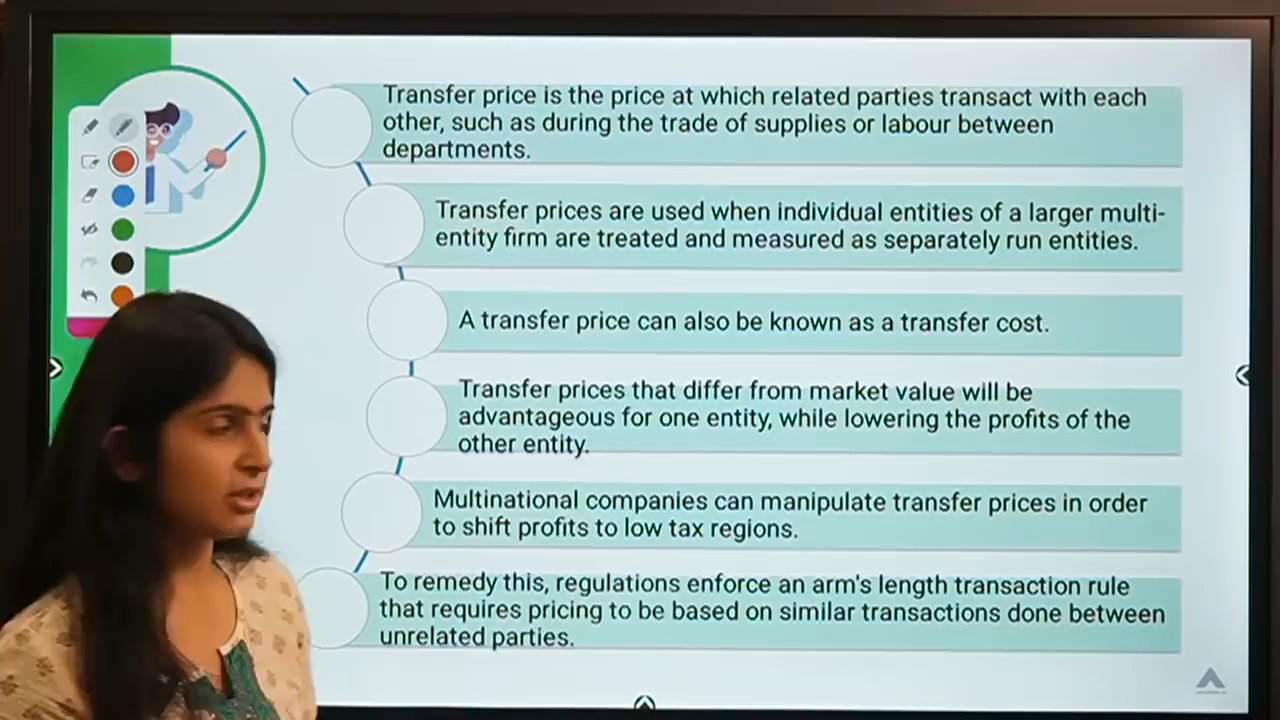 Transfer price is the price at which related parties transact with each
other, such as during the trade of supplies or labour between
departments.
Transfer prices are used when individual entities of a larger multi-
entity firm are treated and measured as separately run entities.
A transfer price can also be known as a transfer cost.
Transfer prices that differ from market value will be
advantageous for one entity, while lowering the profits of the
other entity.
Multinational companies can manipulate transfer prices in order
to shift profits to low tax regions.
To remedy this, regulations enforce an arm's length transaction rule
that requires pricing to be based on similar transactions done between
unrelated parties.